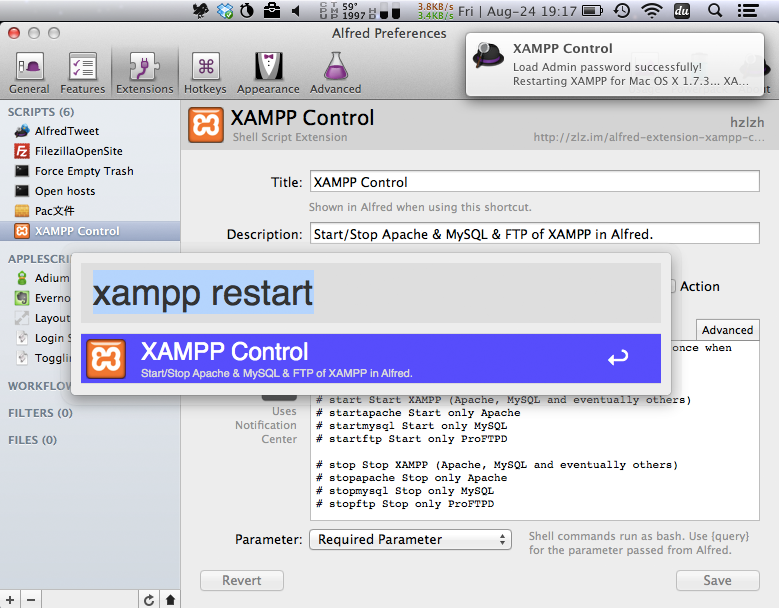 CPU 59° 1997 3.8KB/s 3.4KB/s Fri | Aug-24 19:17 du
Alfred Preferences
General Features Extensions Hotkeys Appearance Advanced
XAMPP Control
Load Admin password successfully!
Restarting XAMPP for Mac OS X 1.7.3... XA...
SCRIPTS (6)
AlfredTweet
FilezillaOpenSite
Force Empty Trash
Open hosts
Pac文件
XAMPP Control
APPLESCRI
Adium
Everno
Layout
Login S
Togglin
WORKFLOW
FILTERS (0)
FILES (0)
XAMPP Control
Shell Script Extension
hzlzh
http://zlz.im/alfred-extension-xampp-c...
Title: XAMPP Control
Shown in Alfred when using this shortcut.
Description: Start/Stop Apache & MySQL & FTP of XAMPP in Alfred.
Action
Advanced
xampp restart
XAMPP Control
Start/Stop Apache & MySQL & FTP of XAMPP in Alfred.
once when
Uses
Notification
Center
# start Start XAMPP (Apache, MySQL and eventually others)
# startapache Start only Apache
# startmysql Start only MySQL
# startftp Start only ProFTPD
# stop Stop XAMPP (Apache, MySQL and eventually others)
# stopapache Stop only Apache
# stopmysql Stop only MySQL
# stopftp Stop only ProFTPD
Parameter: Required Parameter
Shell commands run as bash. Use {query}
for the parameter passed from Alfred.
Revert
Save